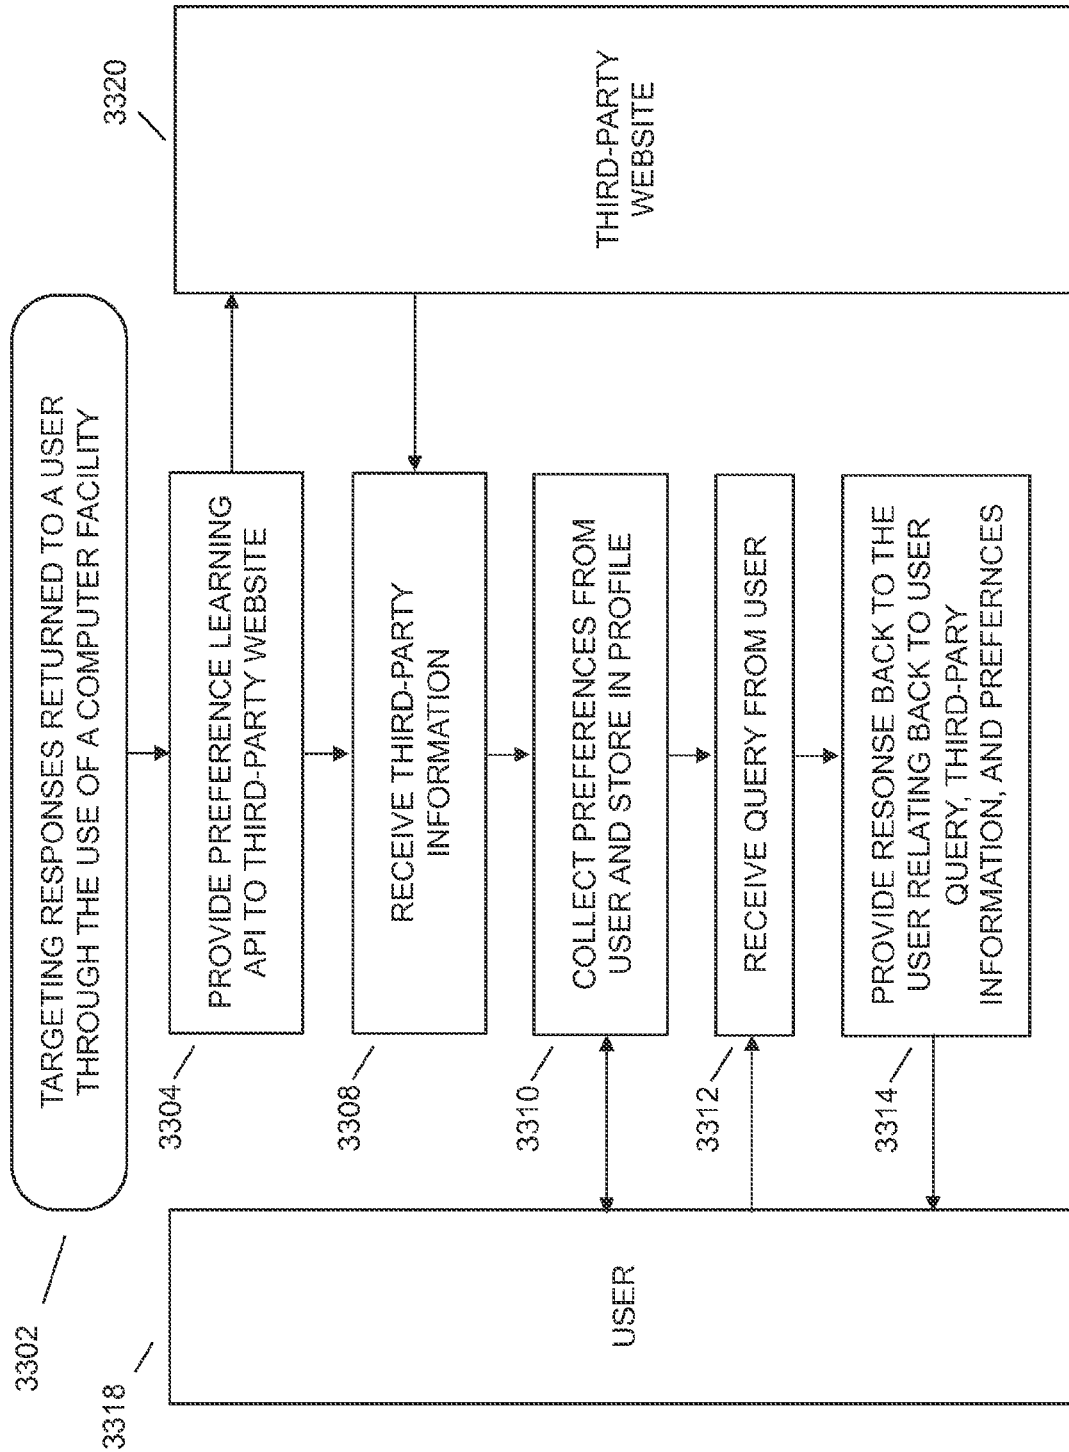 3302
TARGETING RESPONSES RETURNED TO A USER
THROUGH THE USE OF A COMPUTER FACILITY
3318
USER
3304
PROVIDE PREFERENCE LEARNING
API TO THIRD-PARTY WEBSITE
3320
THIRD-PARTY
WEBSITE
3308
RECEIVE THIRD-PARTY
INFORMATION
3310
COLLECT PREFERENCES FROM
USER AND STORE IN PROFILE
3312
RECEIVE QUERY FROM USER
3314
PROVIDE RESONSE BACK TO THE
USER RELATING BACK TO USER
QUERY, THIRD-PARY
INFORMATION, AND PREFERNCES